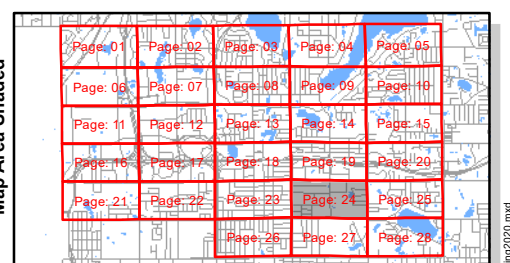 Page: 01 Page: 02 Page: 03 Page: 04 Page: 05
Page: 06 Page: 07 Page: 08 Page: 09 Page: 10
Page: 11 Page: 12 Page: 13 Page: 14 Page: 15
Page: 16 Page: 17 Page: 18 Page: 19 Page: 20
Page: 21 Page: 22 Page: 23 Page: 24 Page: 25
Page: 26 Page: 27 Page: 28
Map Area Shaded
ing2020.mxd